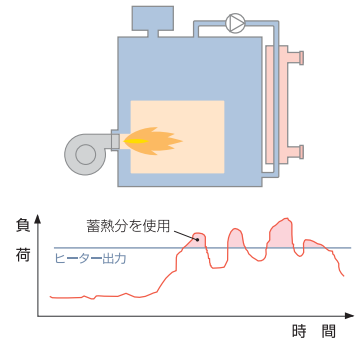 蓄熱分を使用
負荷
ヒーター出力
時間